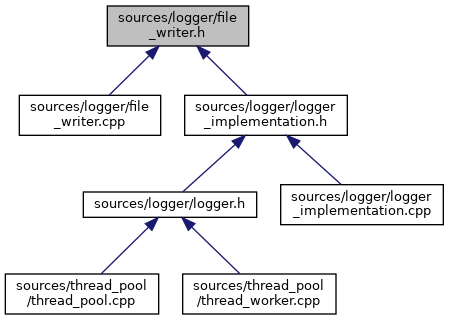 sources/logger/file
_writer.h
sources/logger/file
_writer.cpp
sources/logger/logger
_implementation.h
sources/logger/logger.h
sources/logger/logger
_implementation.cpp
sources/thread_pool
/thread_pool.cpp
sources/thread_pool
/thread_worker.cpp